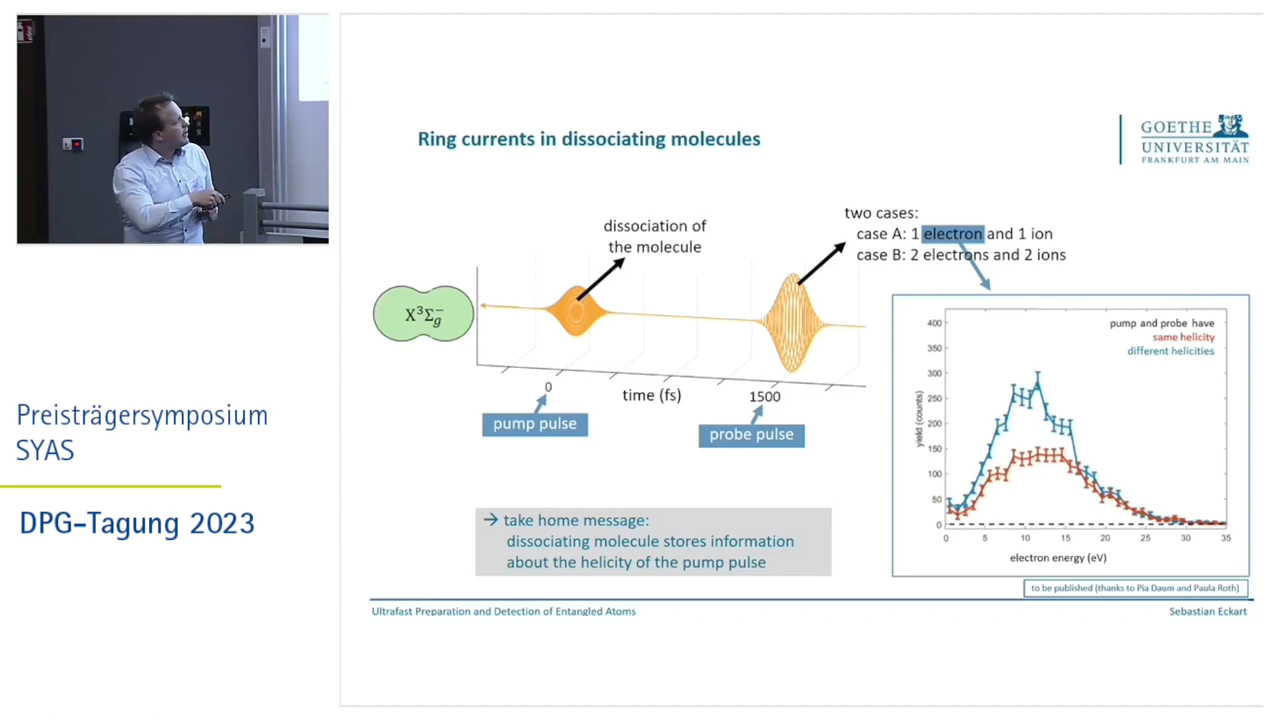 Ring currents in dissociating molecules
GOETHE
UNIVERSITÄT
FRANKFURT AM MAIN
dissociation of
the molecule
two cases:
case A: 1 electron and 1 ion
case B: 2 electrons and 2 ions
X³Σg⁻
0
time (fs)
1500
pump pulse
probe pulse
pump and probe have
same helicity
different helicities
yield (counts)
400
350
300
250
200
150
100
50
0
0 5 10 15 20 25 30 35
electron energy (eV)
→ take home message:
dissociating molecule stores information
about the helicity of the pump pulse
to be published (thanks to Pia Daum and Paula Roth)
Ultrafast Preparation and Detection of Entangled Atoms
Sebastian Eckart
Preisträgersymposium
SYAS
DPG-Tagung 2023